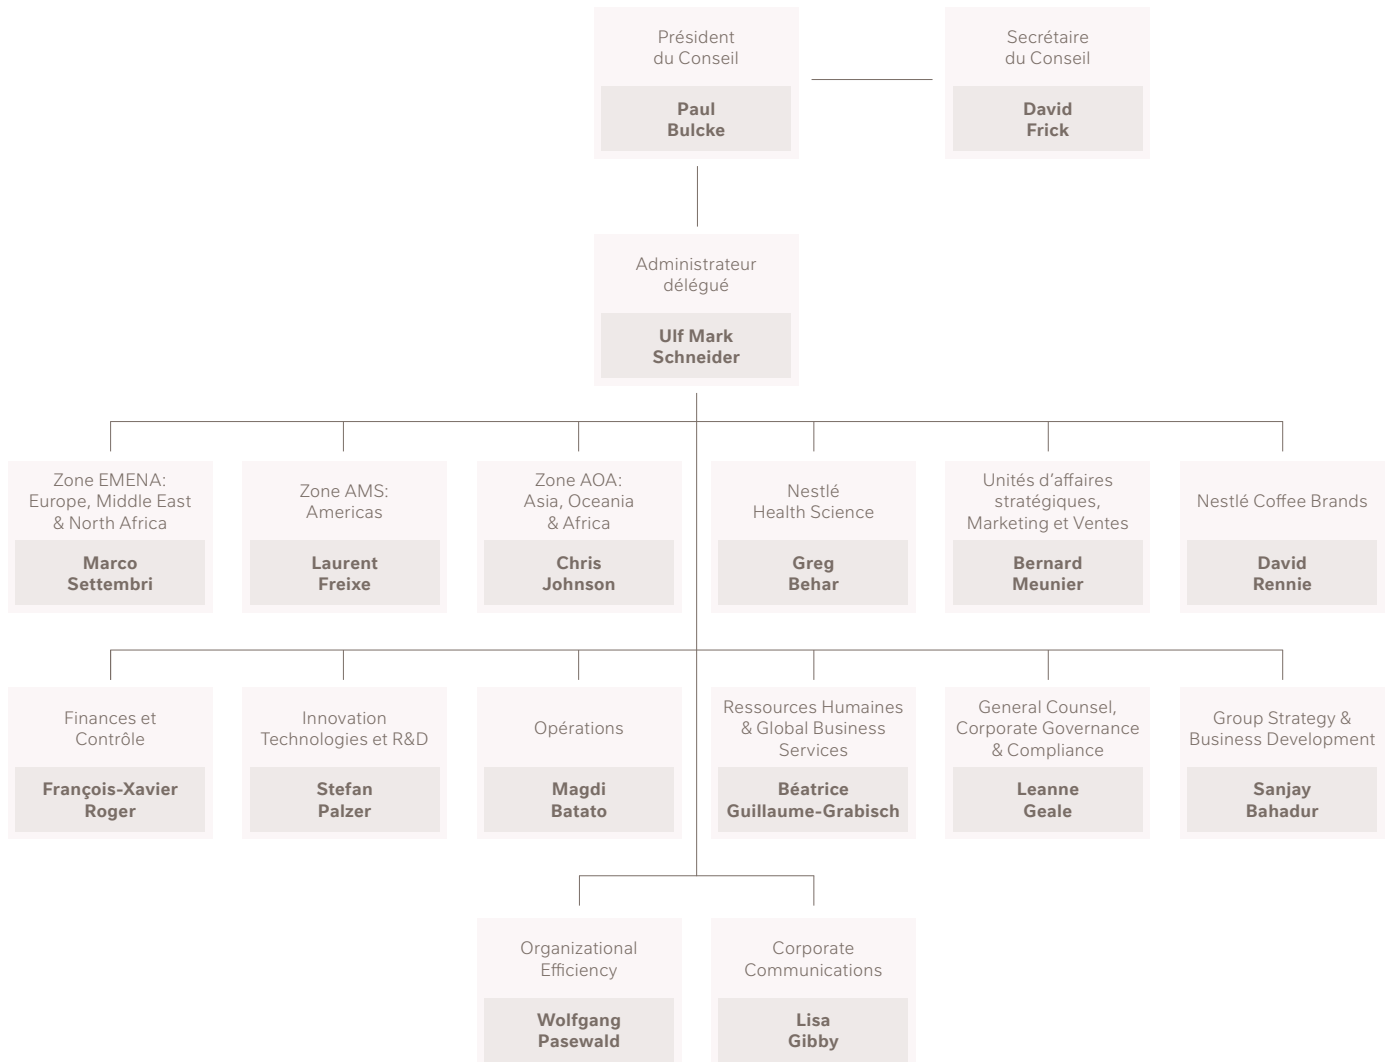 Président
du Conseil
Paul
Bulcke
Secrétaire
du Conseil
David
Frick
Administrateur
délégué
Ulf Mark
Schneider
Zone EMENA:
Europe, Middle East
& North Africa
Marco
Settembri
Zone AMS:
Americas
Laurent
Freixe
Zone AOA:
Asia, Oceania
& Africa
Chris
Johnson
Nestlé
Health Science
Greg
Behar
Unités d’affaires
stratégiques,
Marketing et Ventes
Bernard
Meunier
Nestlé Coffee Brands
David
Rennie
Finances et
Contrôle
François-Xavier
Roger
Innovation
Technologies et R&D
Stefan
Palzer
Opérations
Magdi
Batato
Ressources Humaines
& Global Business
Services
Béatrice
Guillaume-Grabisch
General Counsel,
Corporate Governance
& Compliance
Leanne
Geale
Group Strategy &
Business Development
Sanjay
Bahadur
Organizational
Efficiency
Wolfgang
Pasewald
Corporate
Communications
Lisa
Gibby